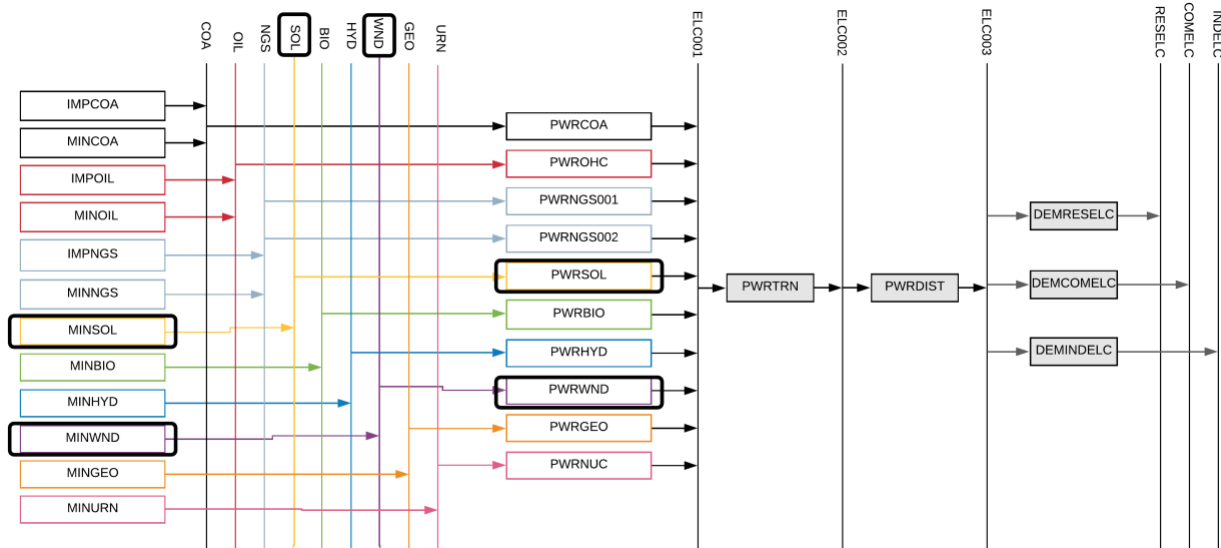 COA
OIL
NGS
SOL
BIO
HYD
WND
GEO
URN
ELC001
ELC002
ELC003
RESELC
COMELC
INDELC
IMPCOA
MINCOA
IMPOIL
MINOIL
IMPNGS
MINNGS
MINSOL
MINBIO
MINHYD
MINWND
MINGEO
MINURN
PWRCOA
PWROHC
PWRNGS001
PWRNGS002
PWRSOL
PWRBIO
PWRHYD
PWRWND
PWRGEO
PWRNUC
PWRTRN
PWRDIST
DEMRESELC
DEMCOMELC
DEMINDELC